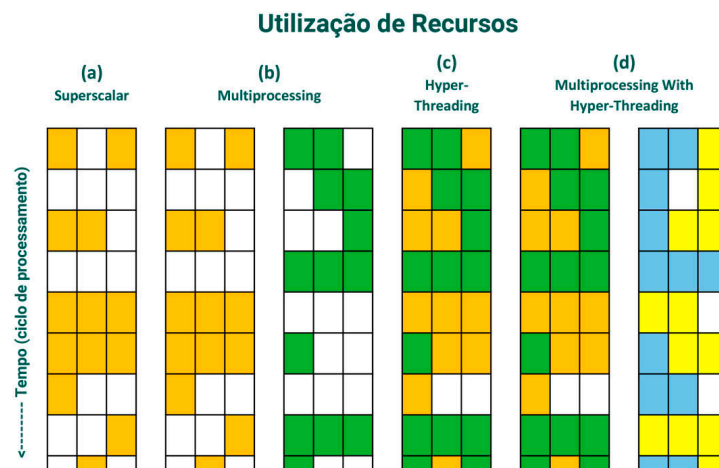 Utilização de Recursos
(a)
Superscalar
(b)
Multiprocessing
(c)
Hyper-
Threading
(d)
Multiprocessing With
Hyper-Threading
<-------- Tempo (ciclo de processamento)